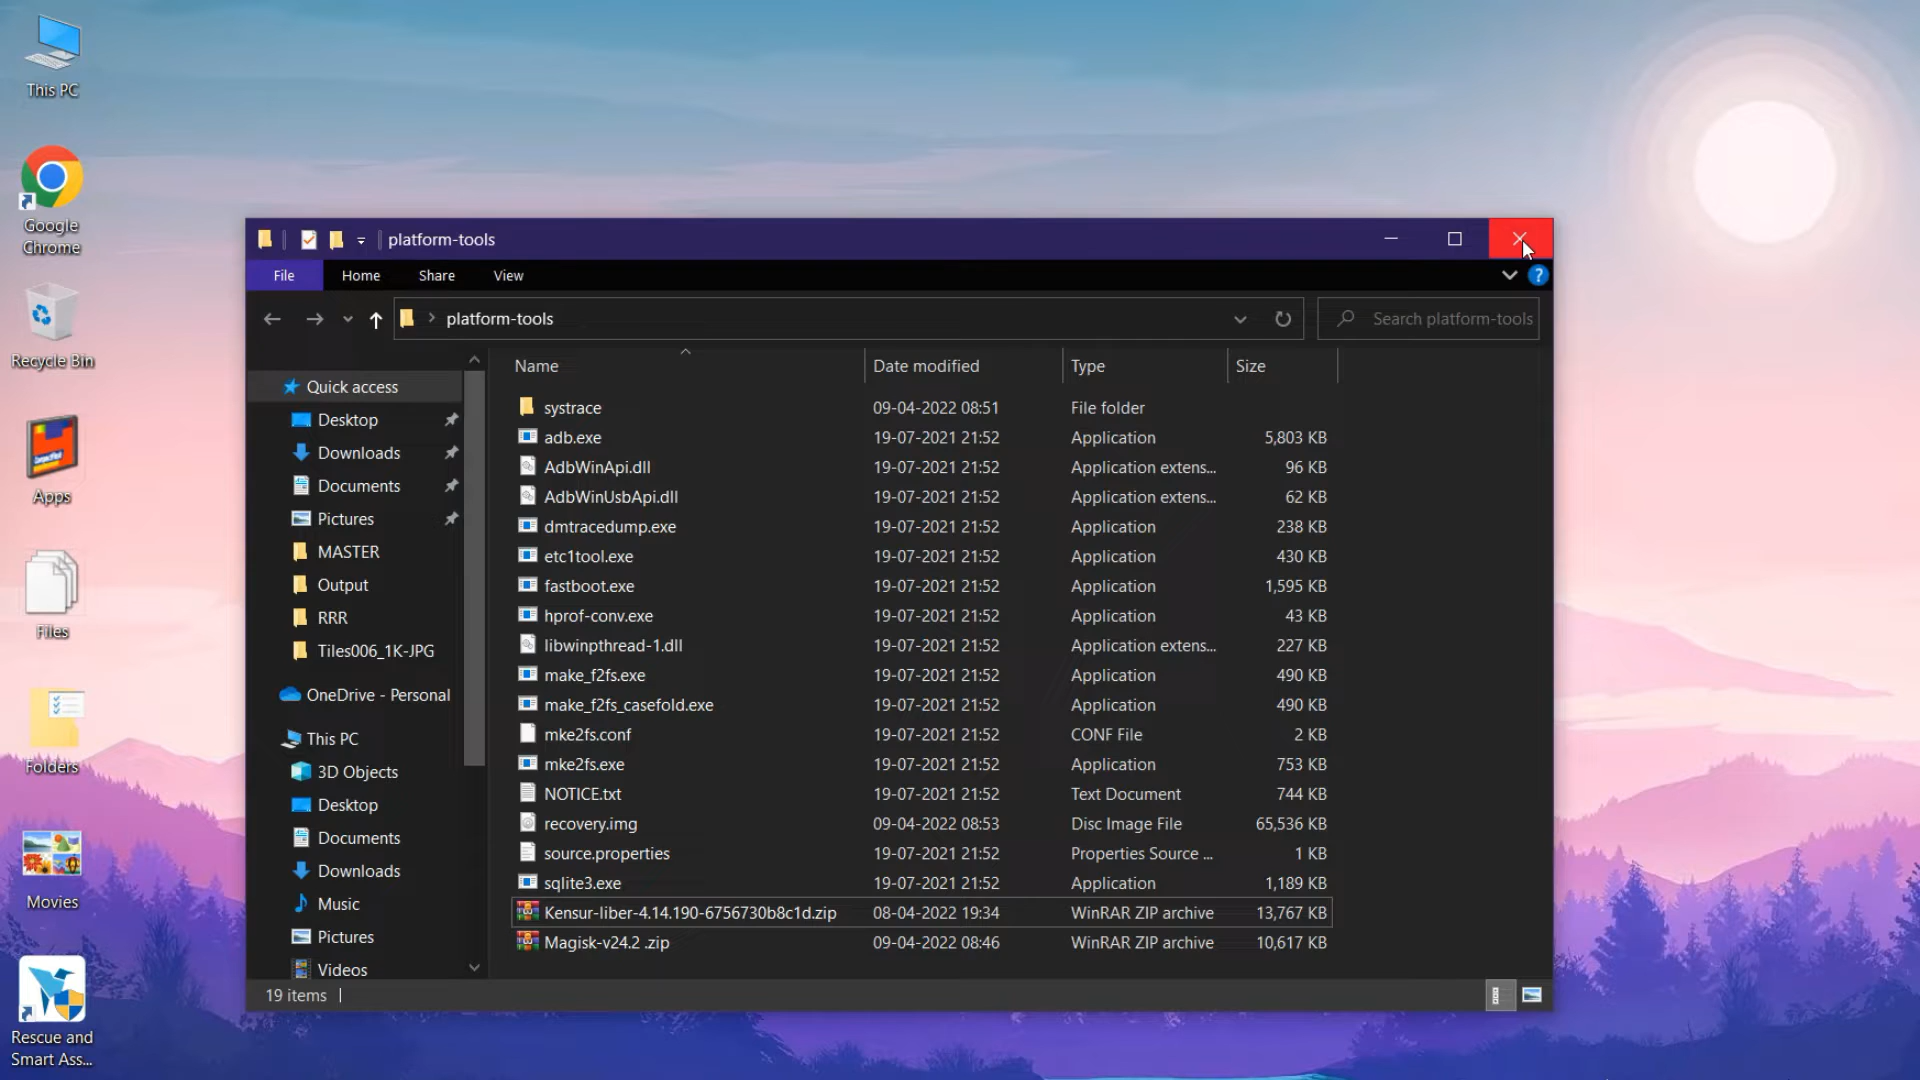 This PC
Google
Chrome
Recycle Bin
Apps
Files
Folders
Movies
Rescue and
Smart Ass...
platform-tools
File Home Share View
?
platform-tools
Search platform-tools
Quick access
Desktop
Downloads
Documents
Pictures
MASTER
Output
RRR
Tiles006_1K-JPG
OneDrive - Personal
This PC
3D Objects
Desktop
Documents
Downloads
Music
Pictures
Videos
Name Date modified Type Size
systrace 09-04-2022 08:51 File folder
adb.exe 19-07-2021 21:52 Application 5,803 KB
AdbWinApi.dll 19-07-2021 21:52 Application extens... 96 KB
AdbWinUsbApi.dll 19-07-2021 21:52 Application extens... 62 KB
dmtracedump.exe 19-07-2021 21:52 Application 238 KB
etc1tool.exe 19-07-2021 21:52 Application 430 KB
fastboot.exe 19-07-2021 21:52 Application 1,595 KB
hprof-conv.exe 19-07-2021 21:52 Application 43 KB
libwinpthread-1.dll 19-07-2021 21:52 Application extens... 227 KB
make_f2fs.exe 19-07-2021 21:52 Application 490 KB
make_f2fs_casefold.exe 19-07-2021 21:52 Application 490 KB
mke2fs.conf 19-07-2021 21:52 CONF File 2 KB
mke2fs.exe 19-07-2021 21:52 Application 753 KB
NOTICE.txt 19-07-2021 21:52 Text Document 744 KB
recovery.img 09-04-2022 08:53 Disc Image File 65,536 KB
source.properties 19-07-2021 21:52 Properties Source ... 1 KB
sqlite3.exe 19-07-2021 21:52 Application 1,189 KB
Kensur-liber-4.14.190-6756730b8c1d.zip 08-04-2022 19:34 WinRAR ZIP archive 13,767 KB
Magisk-v24.2 .zip 09-04-2022 08:46 WinRAR ZIP archive 10,617 KB
19 items